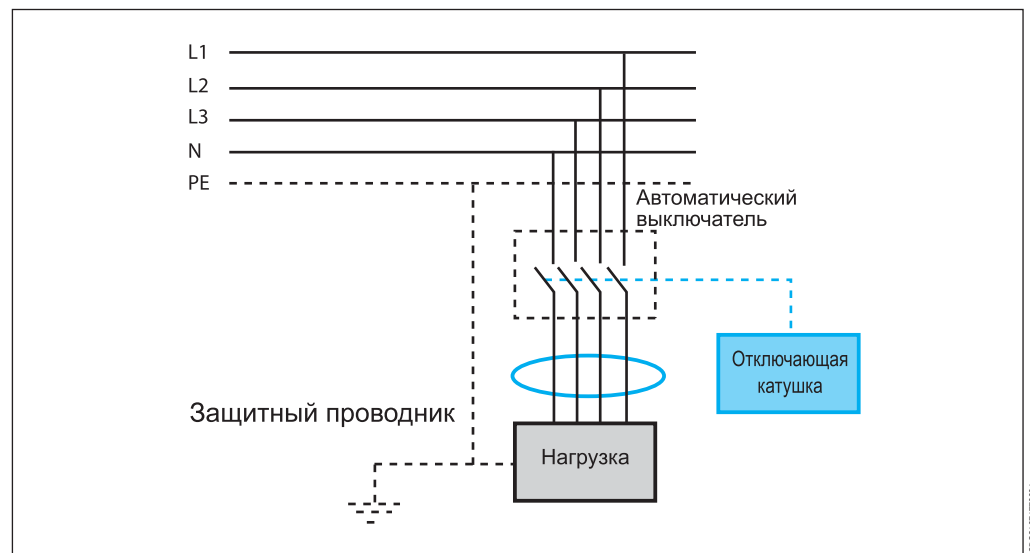 L1
L2
L3
N
PE
Автоматический
выключатель
Отключающая
катушка
Защитный проводник
Нагрузка